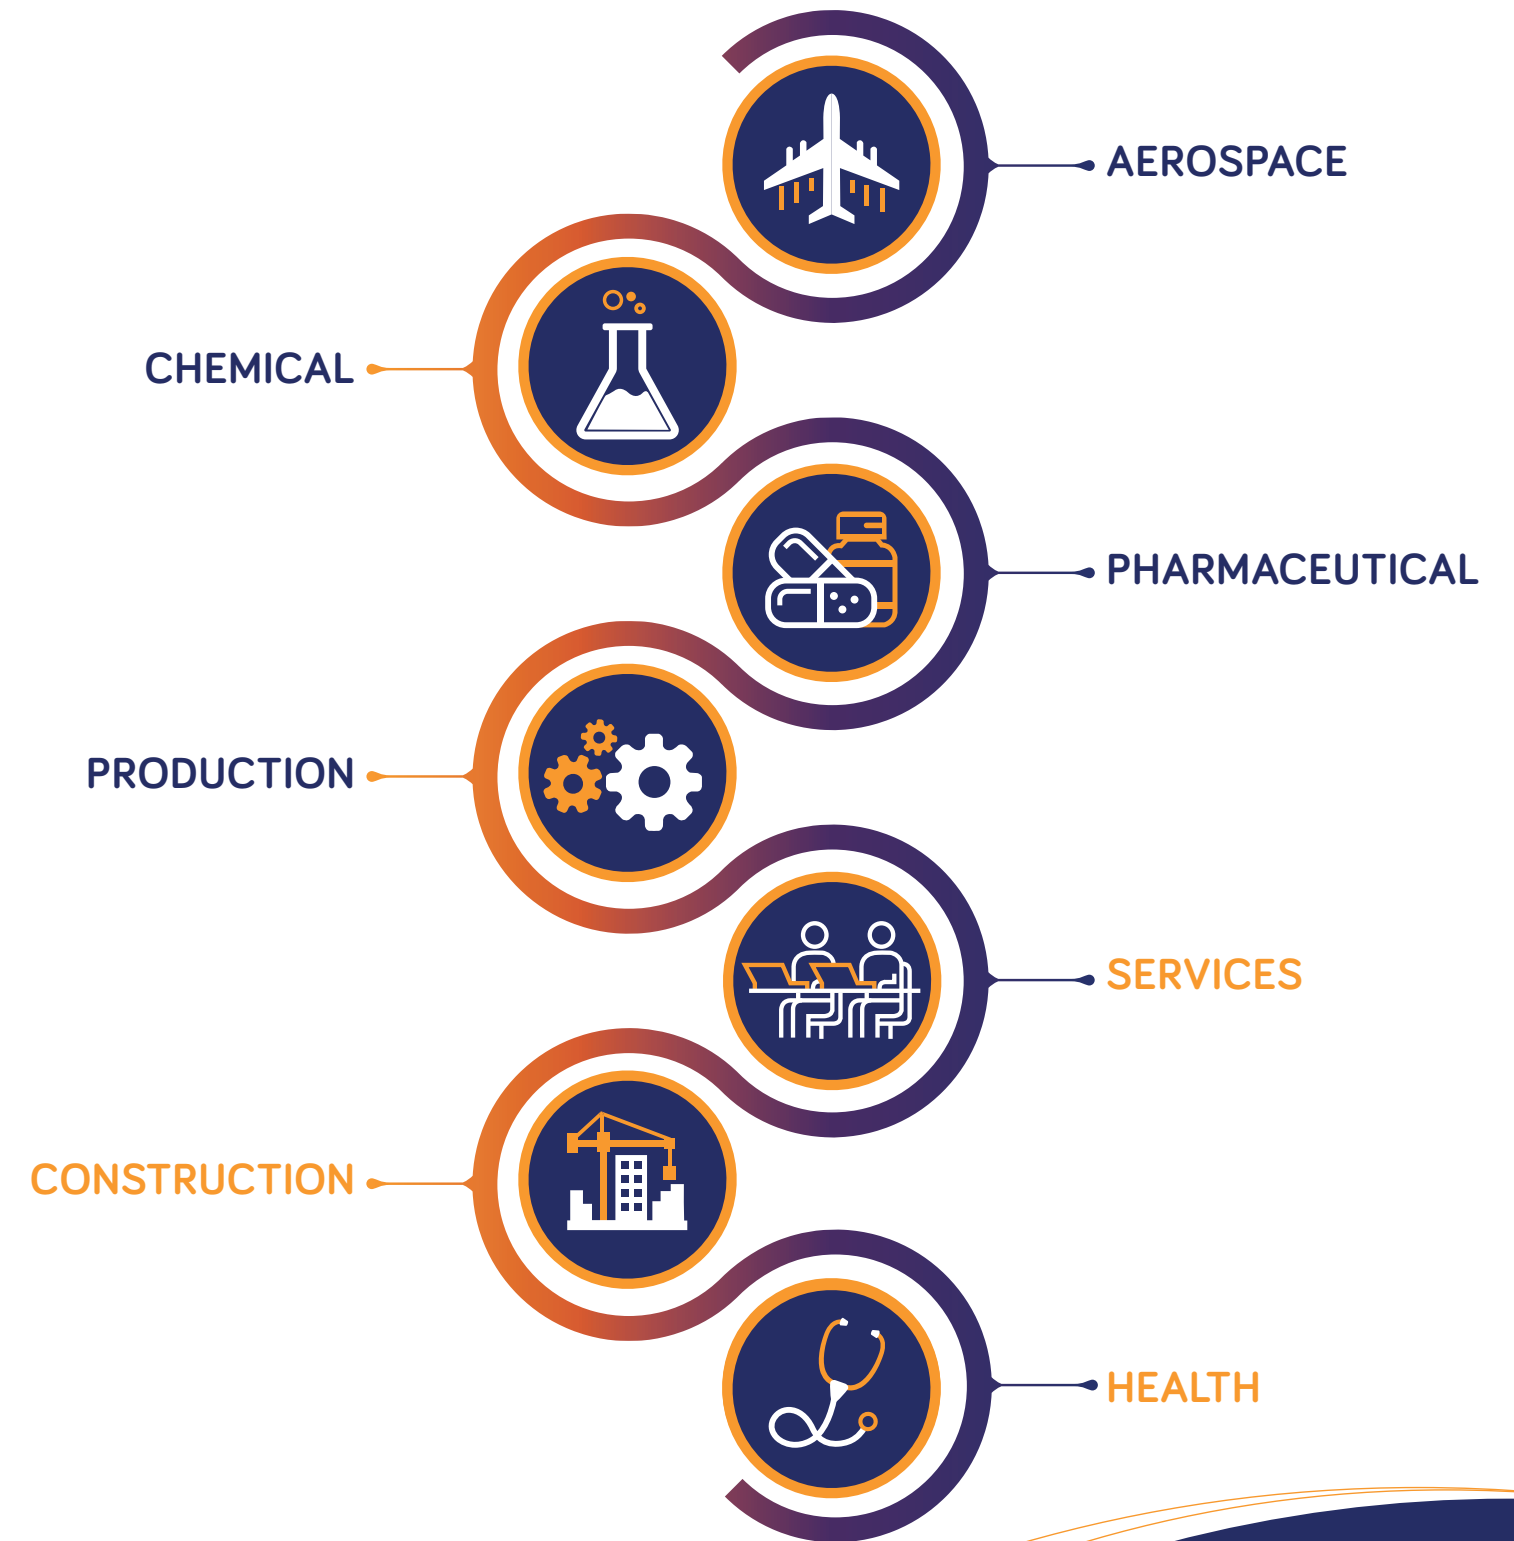 AEROSPACE
CHEMICAL
PHARMACEUTICAL
PRODUCTION
SERVICES
CONSTRUCTION
HEALTH